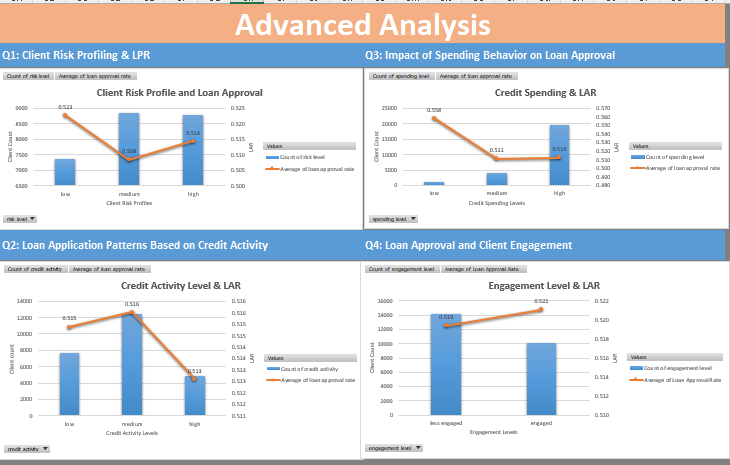 Advanced Analysis
Q1: Client Risk Profiling & LPR
Count of risk level
Average of loan approval rate
Client Risk Profile and Loan Approval
9000
8500
8000
7500
7000
6500
Client Count
0.523
0.509
0.514
0.525
0.520
0.515
0.510
0.505
0.500
LAR
low
medium
high
Client Risk Profiles
Values
Count of risk level
Average of loan approval rate
risk level
Q3: Impact of Spending Behavior on Loan Approval
Count of spending level
Average of loan approval rate
Credit Spending & LAR
25000
20000
15000
10000
5000
0
Client Count
0.558
0.511
0.513
0.570
0.560
0.550
0.540
0.530
0.520
0.510
0.500
0.490
0.480
LAR
low
medium
high
Credit Spending Levels
Values
Count of spending level
Average of loan approval rate
spending level
Q2: Loan Application Patterns Based on Credit Activity
Count of credit activity
Average of loan approval rate
Credit Activity Level & LAR
14000
12000
10000
8000
6000
4000
2000
0
Client count
0.515
0.516
0.513
0.516
0.516
0.515
0.515
0.514
0.514
0.513
0.513
0.512
0.512
0.511
LAR
low
medium
high
Credit Activity Levels
Values
Count of credit activity
Average of loan approval rate
credit activity
Q4: Loan Approval and Client Engagement
Count of engagement level
Average of Loan Approval Rate
Engagement Level & LAR
16000
14000
12000
10000
8000
6000
4000
2000
0
Client Count
0.521
0.522
0.520
0.518
0.516
0.514
0.512
0.510
LAR
less engaged
engaged
Engagement Levels
Values
Count of engagement level
Average of Loan Approval Rate
engagement level